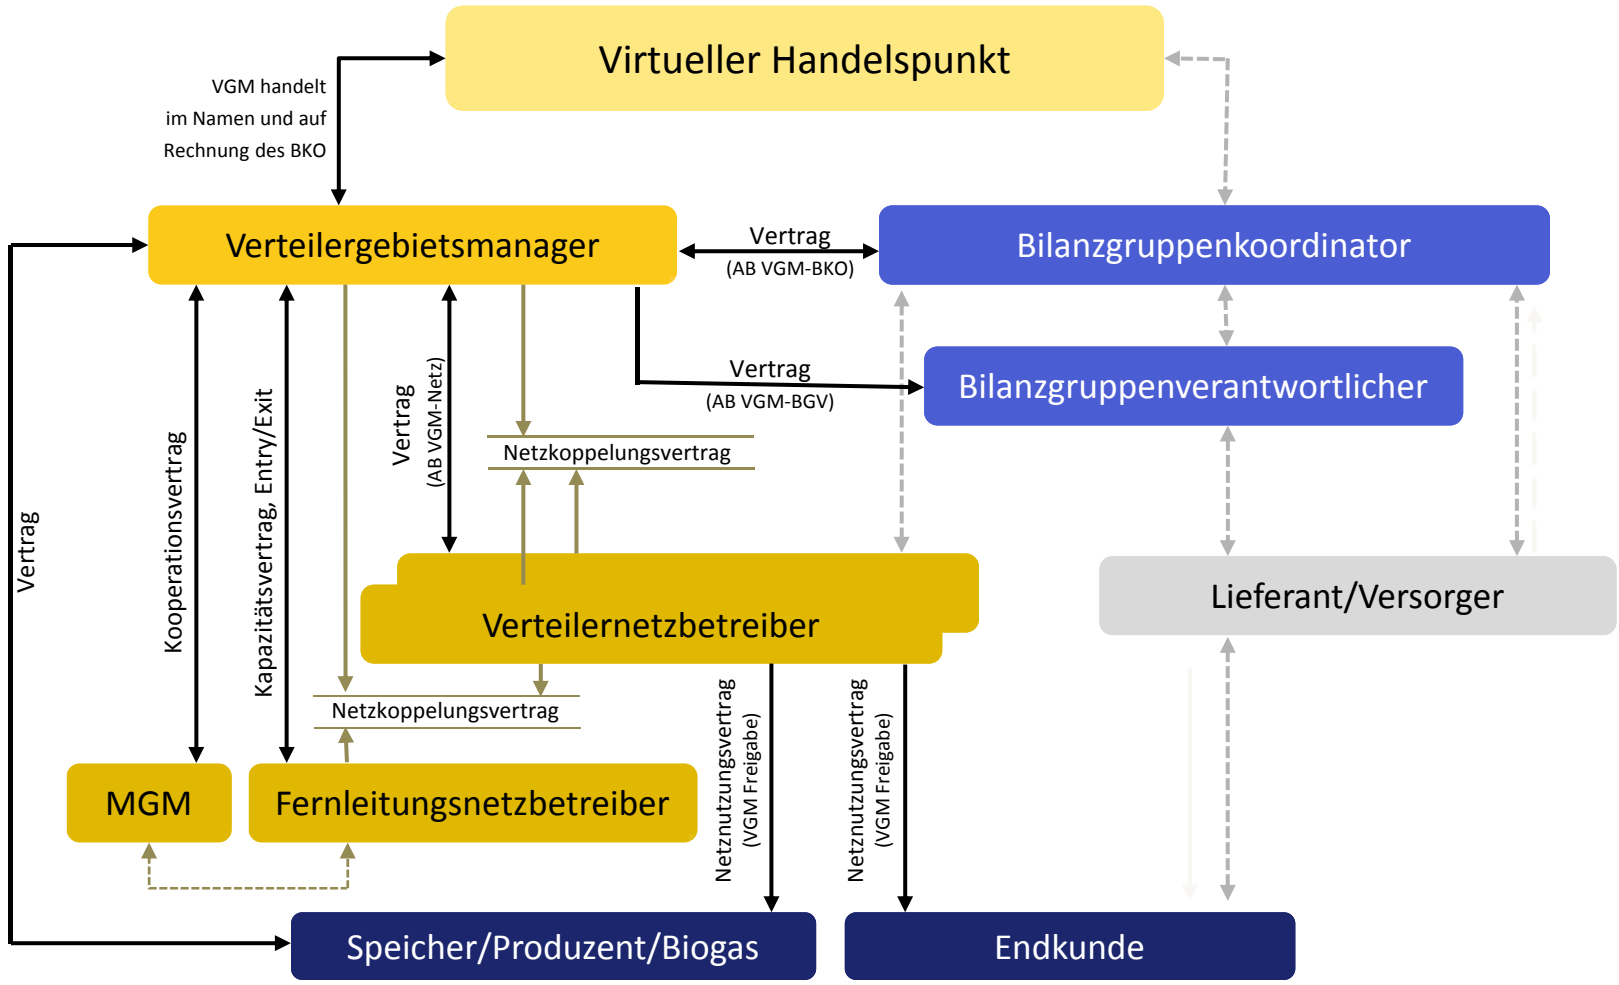 Virtueller Handelspunkt
VGM handelt
im Namen und auf
Rechnung des BKO
Verteilergebietsmanager
Vertrag
(AB VGM-BKO)
Bilanzgruppenkoordinator
Vertrag
(AB VGM-BGV)
Bilanzgruppenverantwortlicher
Vertrag
Kooperationsvertrag
Kapazitätsvertrag, Entry/Exit
Vertrag
(AB VGM-Netz)
Netzkoppelungsvertrag
Verteilernetzbetreiber
Lieferant/Versorger
Netzkoppelungsvertrag
Netznutzungsvertrag
(VGM Freigabe)
Netznutzungsvertrag
(VGM Freigabe)
MGM
Fernleitungsnetzbetreiber
Speicher/Produzent/Biogas
Endkunde